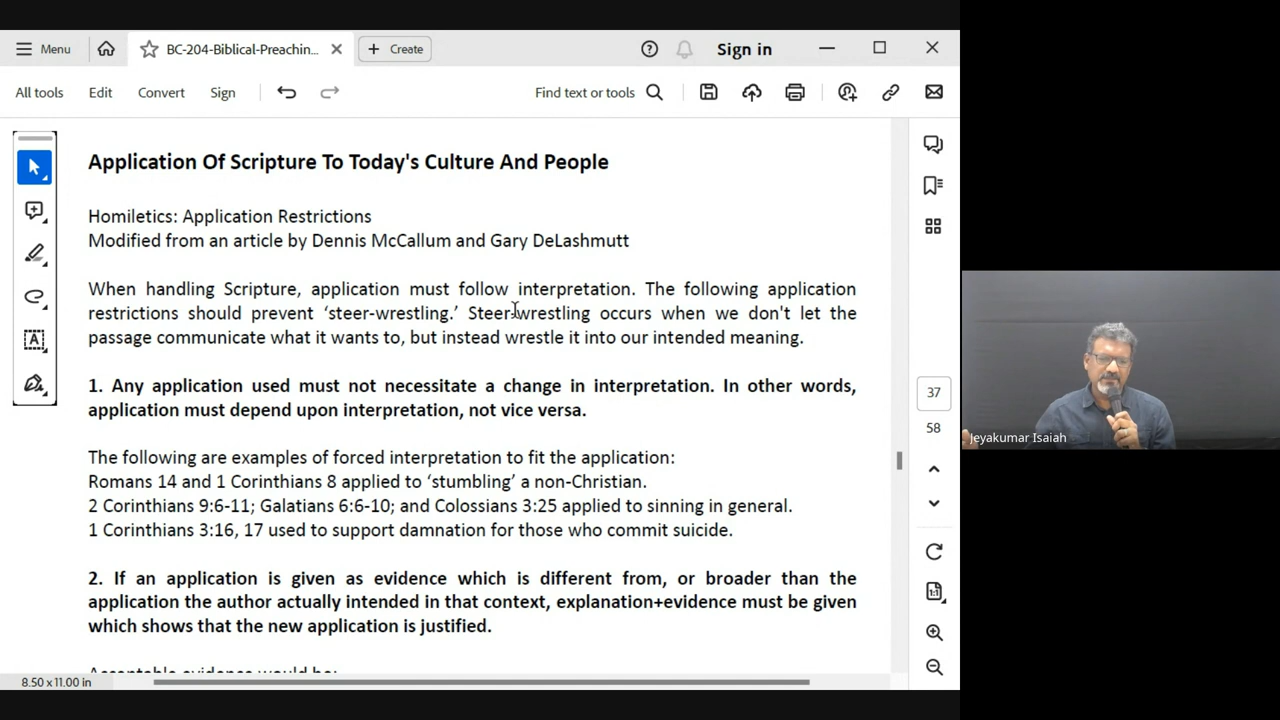 Menu
BC-204-Biblical-Preachin...
Create
Sign in
All tools
Edit
Convert
Sign
Find text or tools
Application Of Scripture To Today's Culture And People
Homiletics: Application Restrictions
Modified from an article by Dennis McCallum and Gary DeLashmutt
When handling Scripture, application must follow interpretation. The following application
restrictions should prevent ‘steer-wrestling.’ Steer-wrestling occurs when we don't let the
passage communicate what it wants to, but instead wrestle it into our intended meaning.
1. Any application used must not necessitate a change in interpretation. In other words,
application must depend upon interpretation, not vice versa.
The following are examples of forced interpretation to fit the application:
Romans 14 and 1 Corinthians 8 applied to ‘stumbling’ a non-Christian.
2 Corinthians 9:6-11; Galatians 6:6-10; and Colossians 3:25 applied to sinning in general.
1 Corinthians 3:16, 17 used to support damnation for those who commit suicide.
2. If an application is given as evidence which is different from, or broader than the
application the author actually intended in that context, explanation+evidence must be given
which shows that the new application is justified.
Acceptable evidence would be:
8.50 x 11.00 in
37
58
1:1
Jeyakumar Isaiah